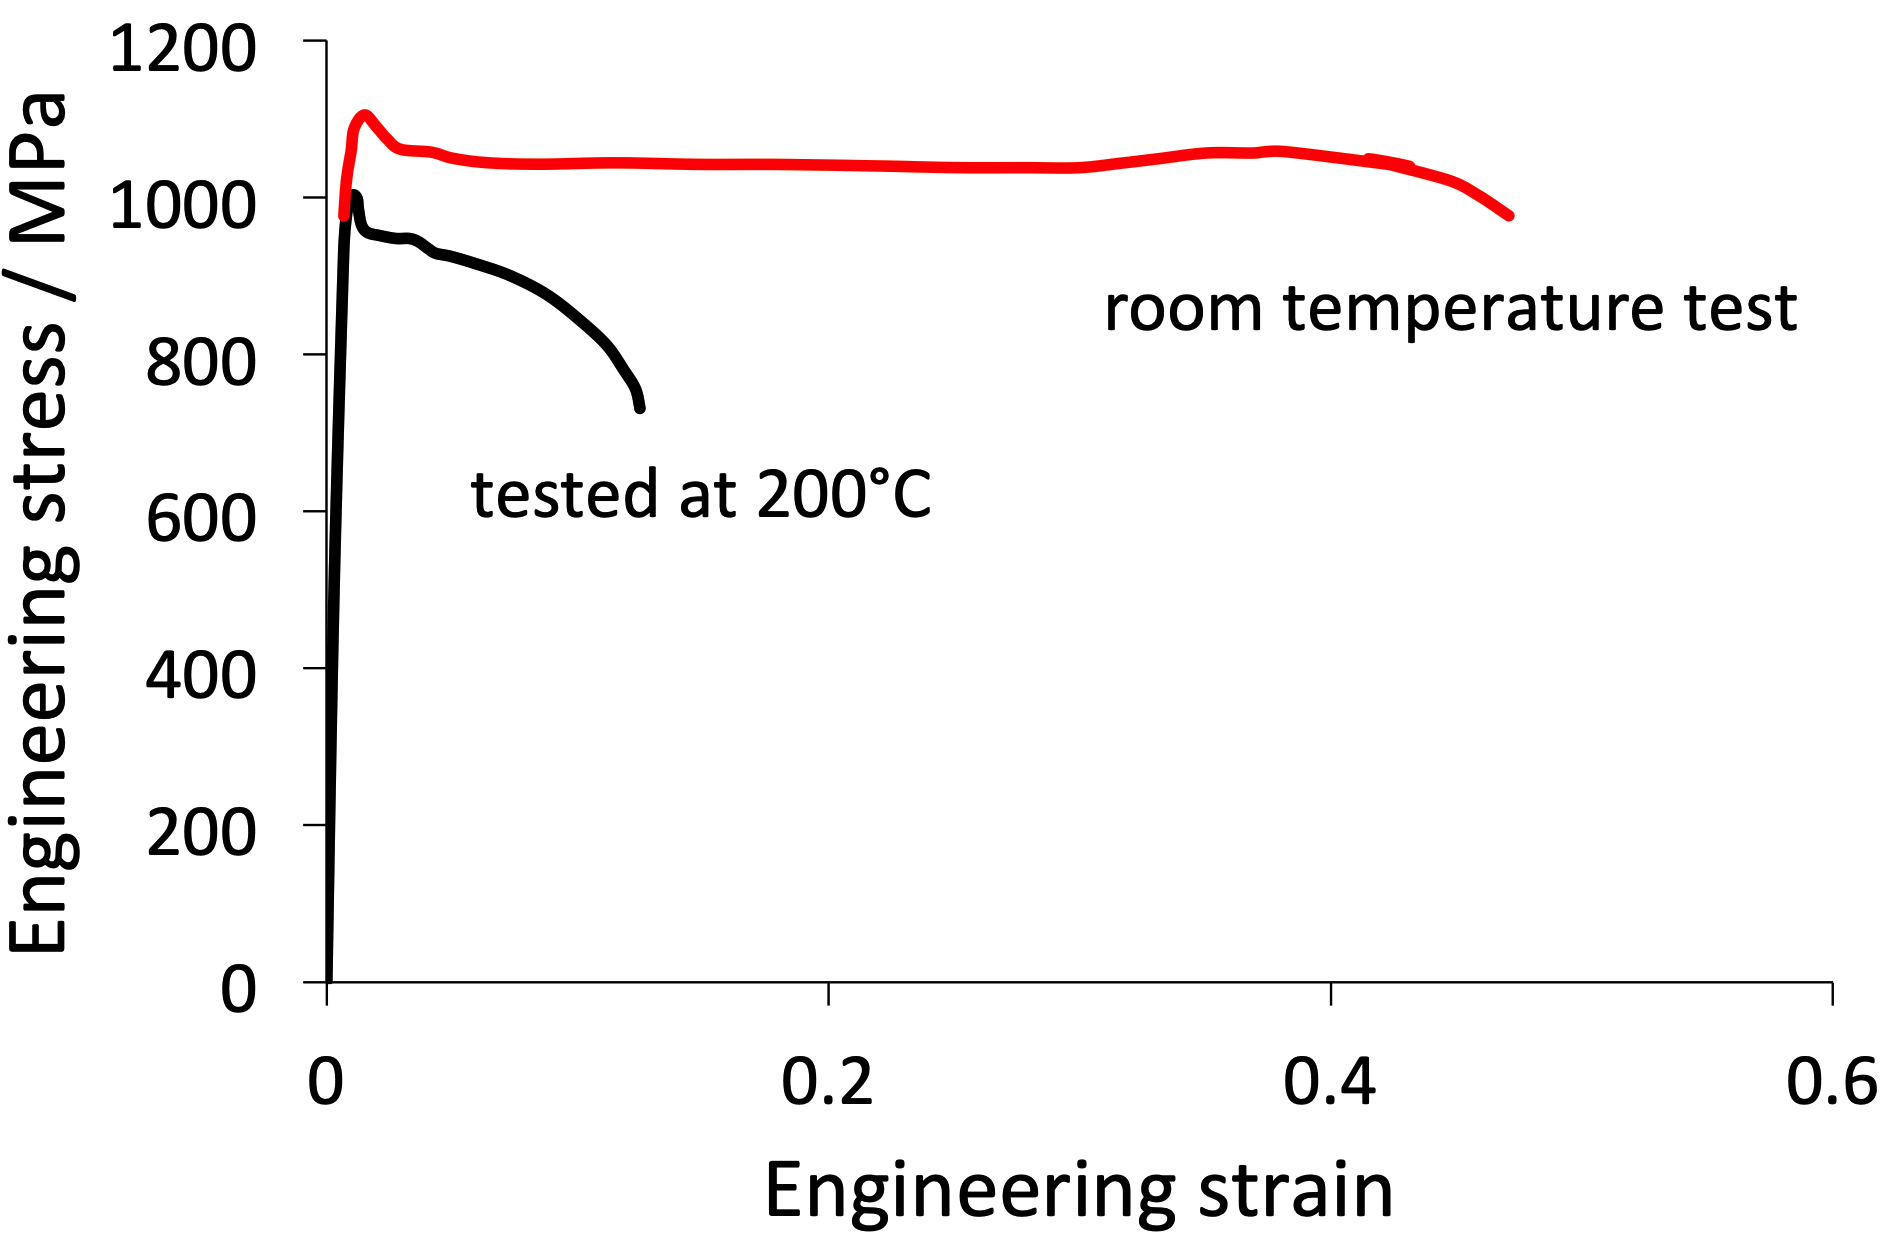 Engineering stress / MPa
1200
1000
800
600
400
200
0
room temperature test
tested at 200°C
0
0.2
0.4
0.6
Engineering strain